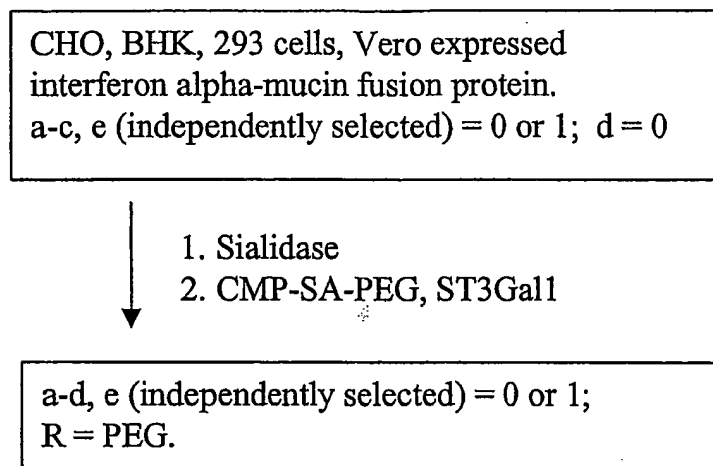 CHO, BHK, 293 cells, Vero expressed
interferon alpha-mucin fusion protein.
a-c, e (independently selected) = 0 or 1; d = 0
1. Sialidase
2. CMP-SA-PEG, ST3Gal1
a-d, e (independently selected) = 0 or 1;
R = PEG.